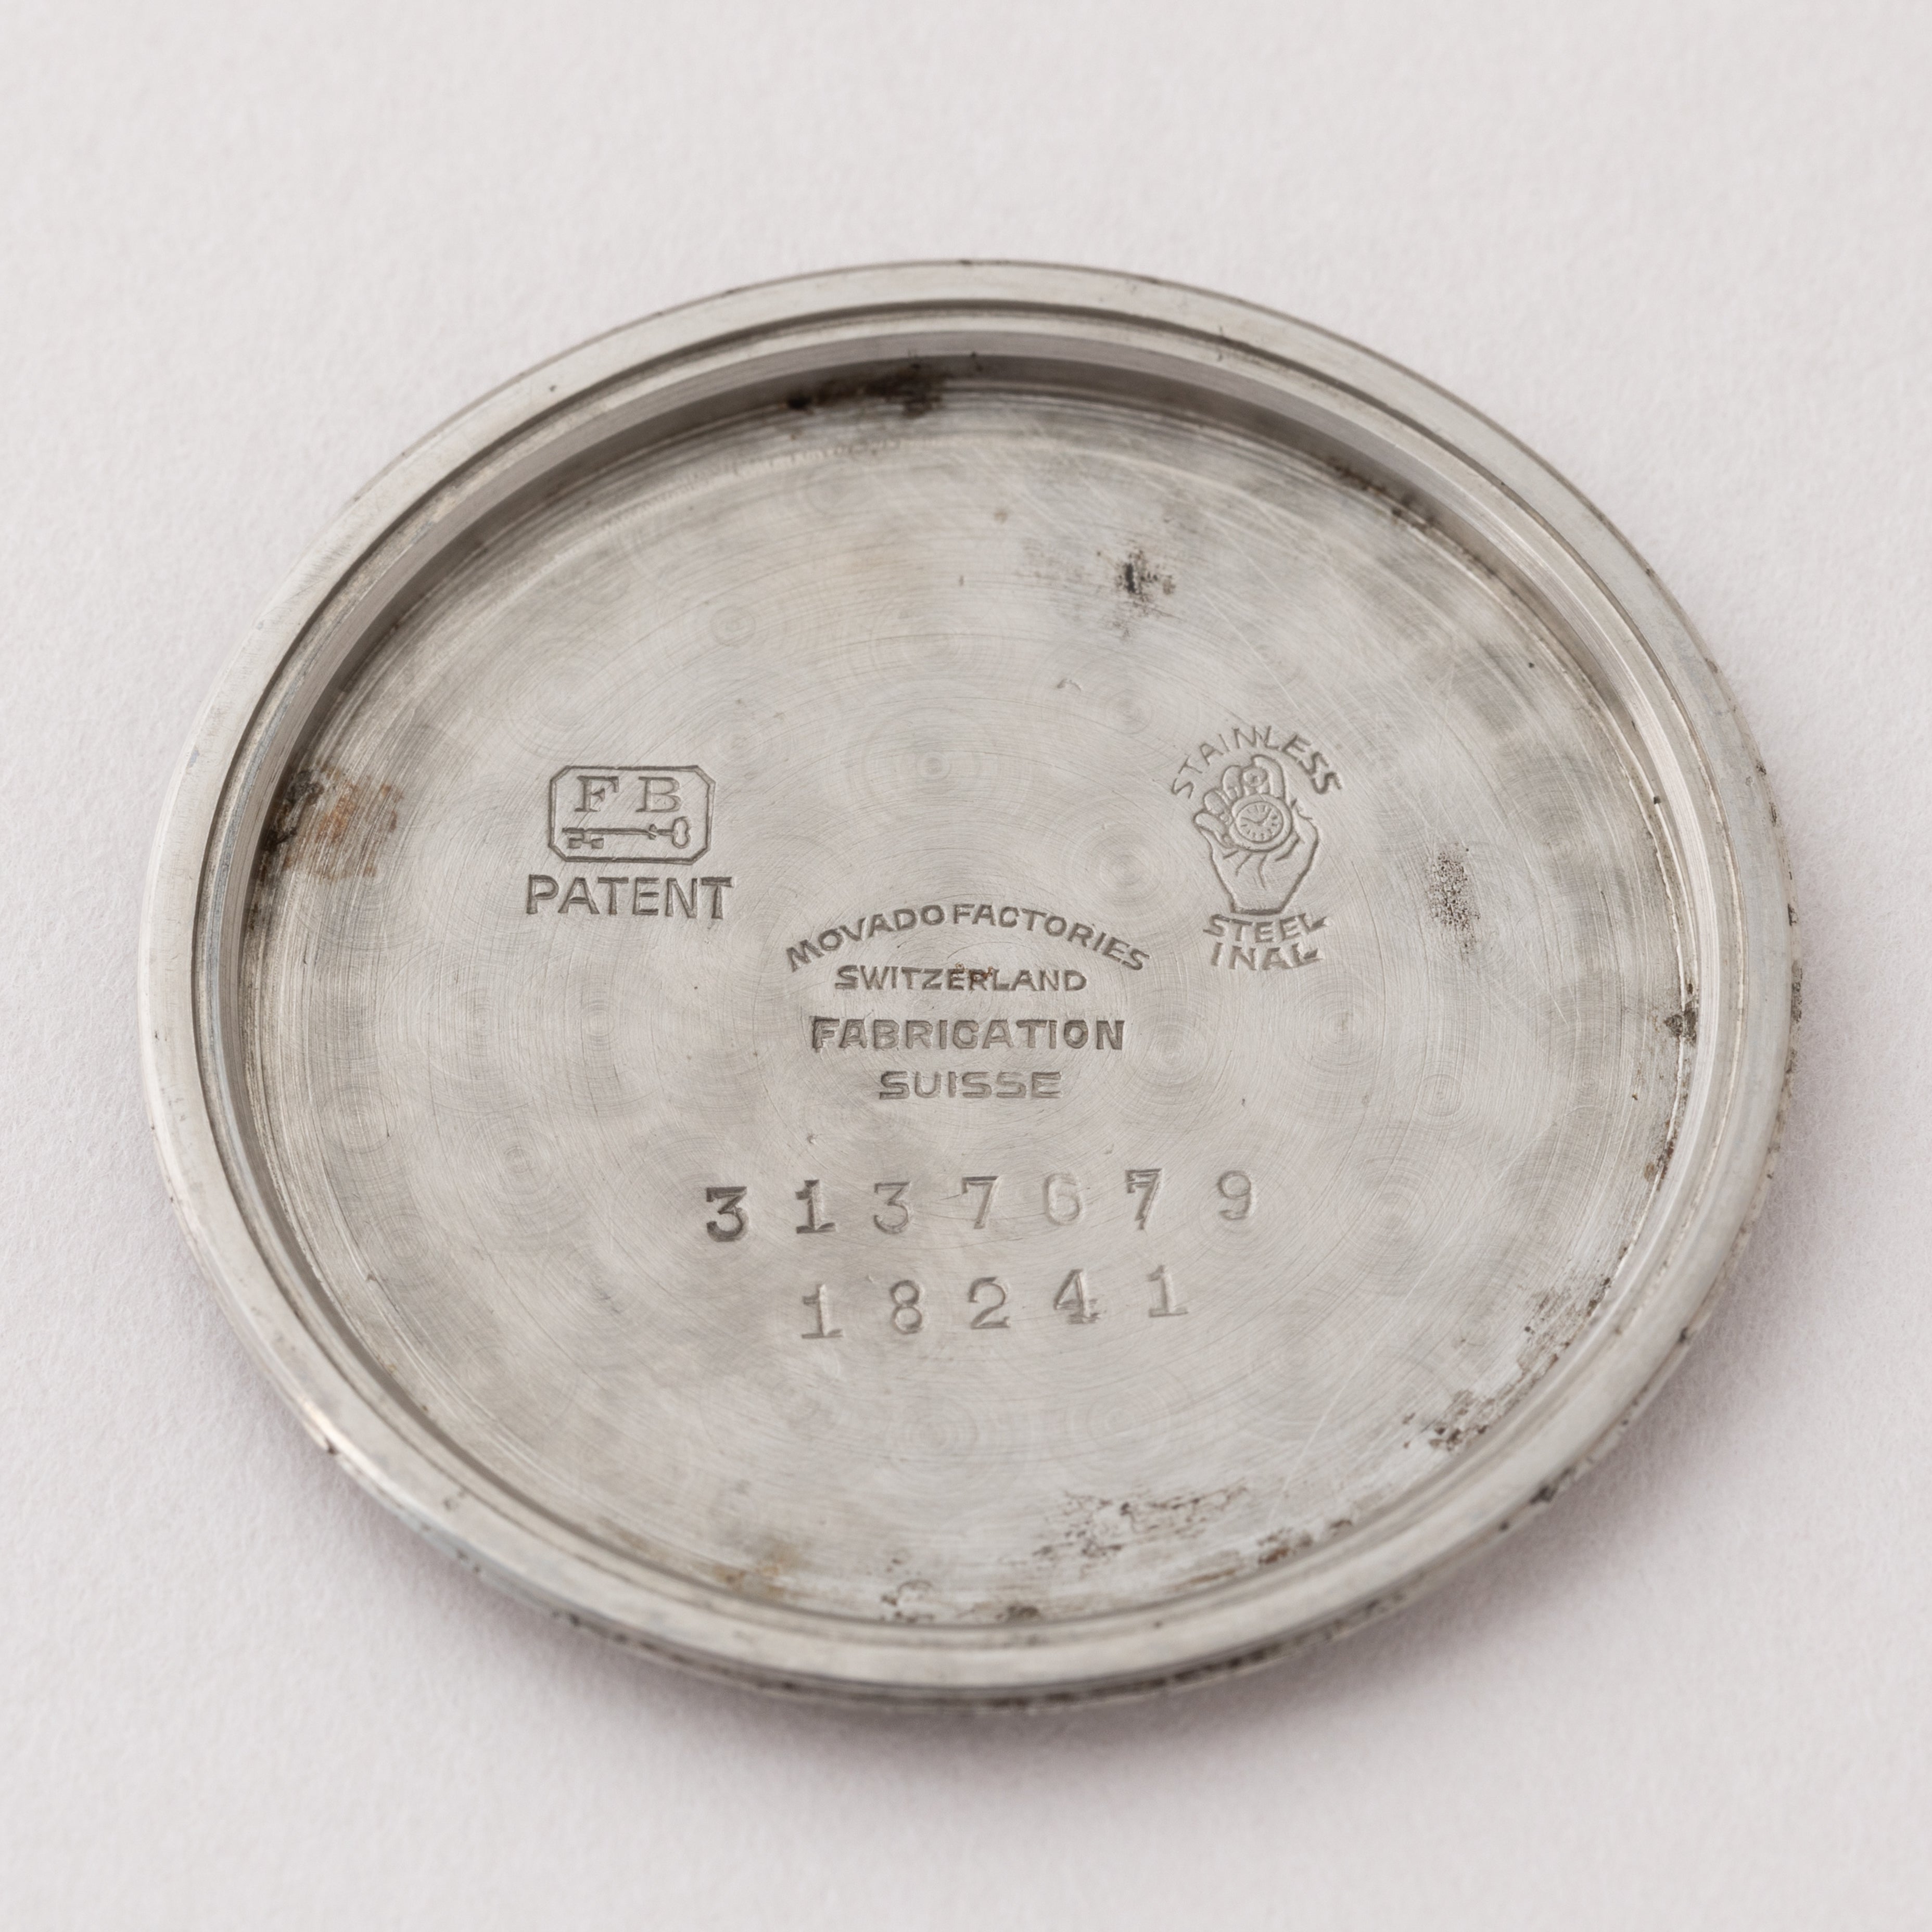 FB
PATENT
STAINLESS
STEEL
INAL
MOVADO FACTORIES
SWITZERLAND
FABRICATION
SUISSE
3137679
18241